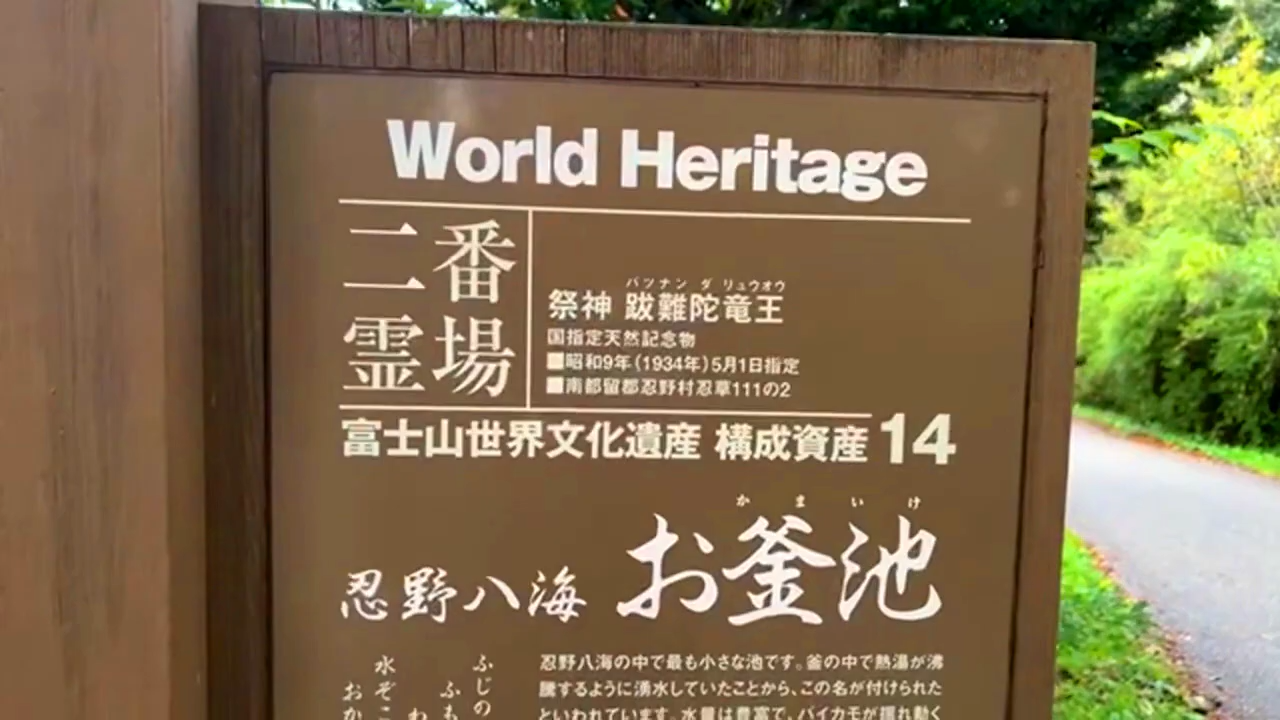 World Heritage
二番
霊場
バツナン ダ リュウオウ
祭神 跋難陀竜王
国指定天然記念物
■昭和9年(1934年)5月1日指定
■南都留郡忍野村忍草111の2
富士山世界文化遺産 構成資産 14
かま いけ
忍野八海 お釜池
忍野八海の中で最も小さな池です。釜の中で熱湯が沸
騰するように湧水していたことから、この名が付けられた
といわれています。水量は豊富で、バイカモが揺れ動く
ふじの
ふも
水ぞこ
おか